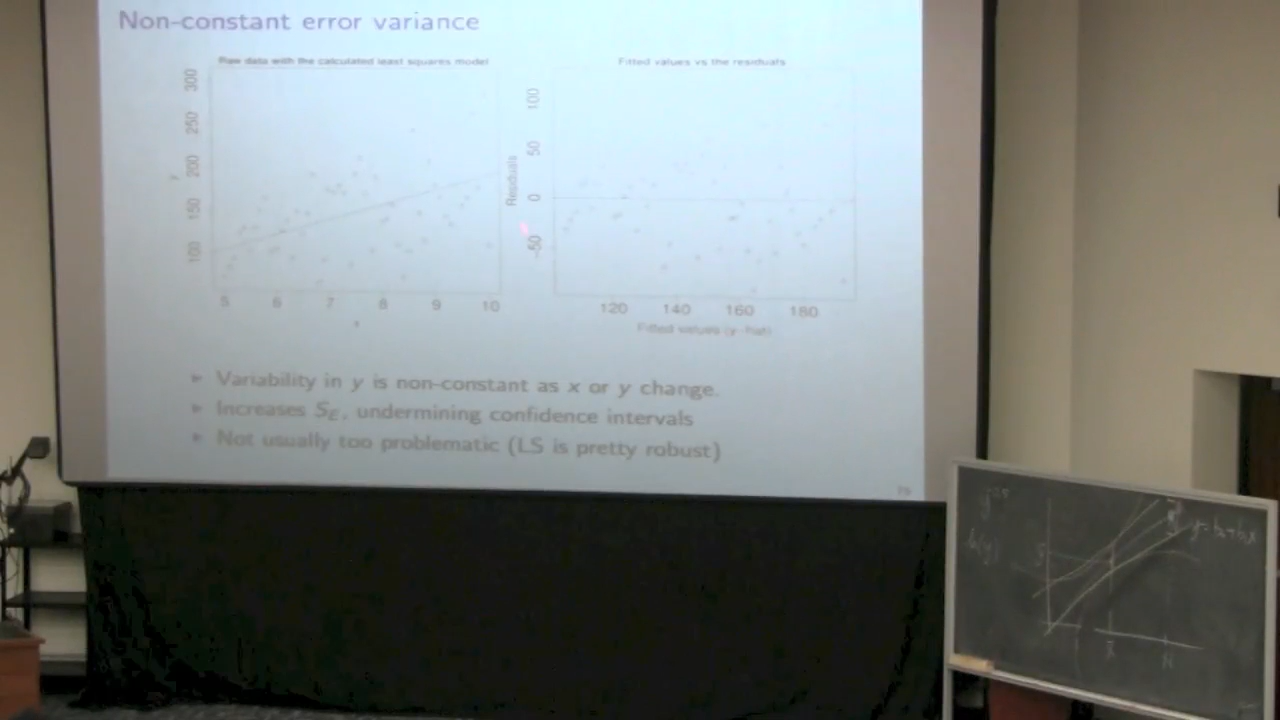 Non-constant error variance
Raw data with the calculated least squares model
300
250
200
150
100
5 6 7 8 9 10
Fitted values vs the residuals
Residuals
100
50
0
-50
120 140 160 180
Fitted values (y-hat)
Variability in y is non-constant as x or y change.
Increases S_E, undermining confidence intervals
Not usually too problematic (LS is pretty robust)